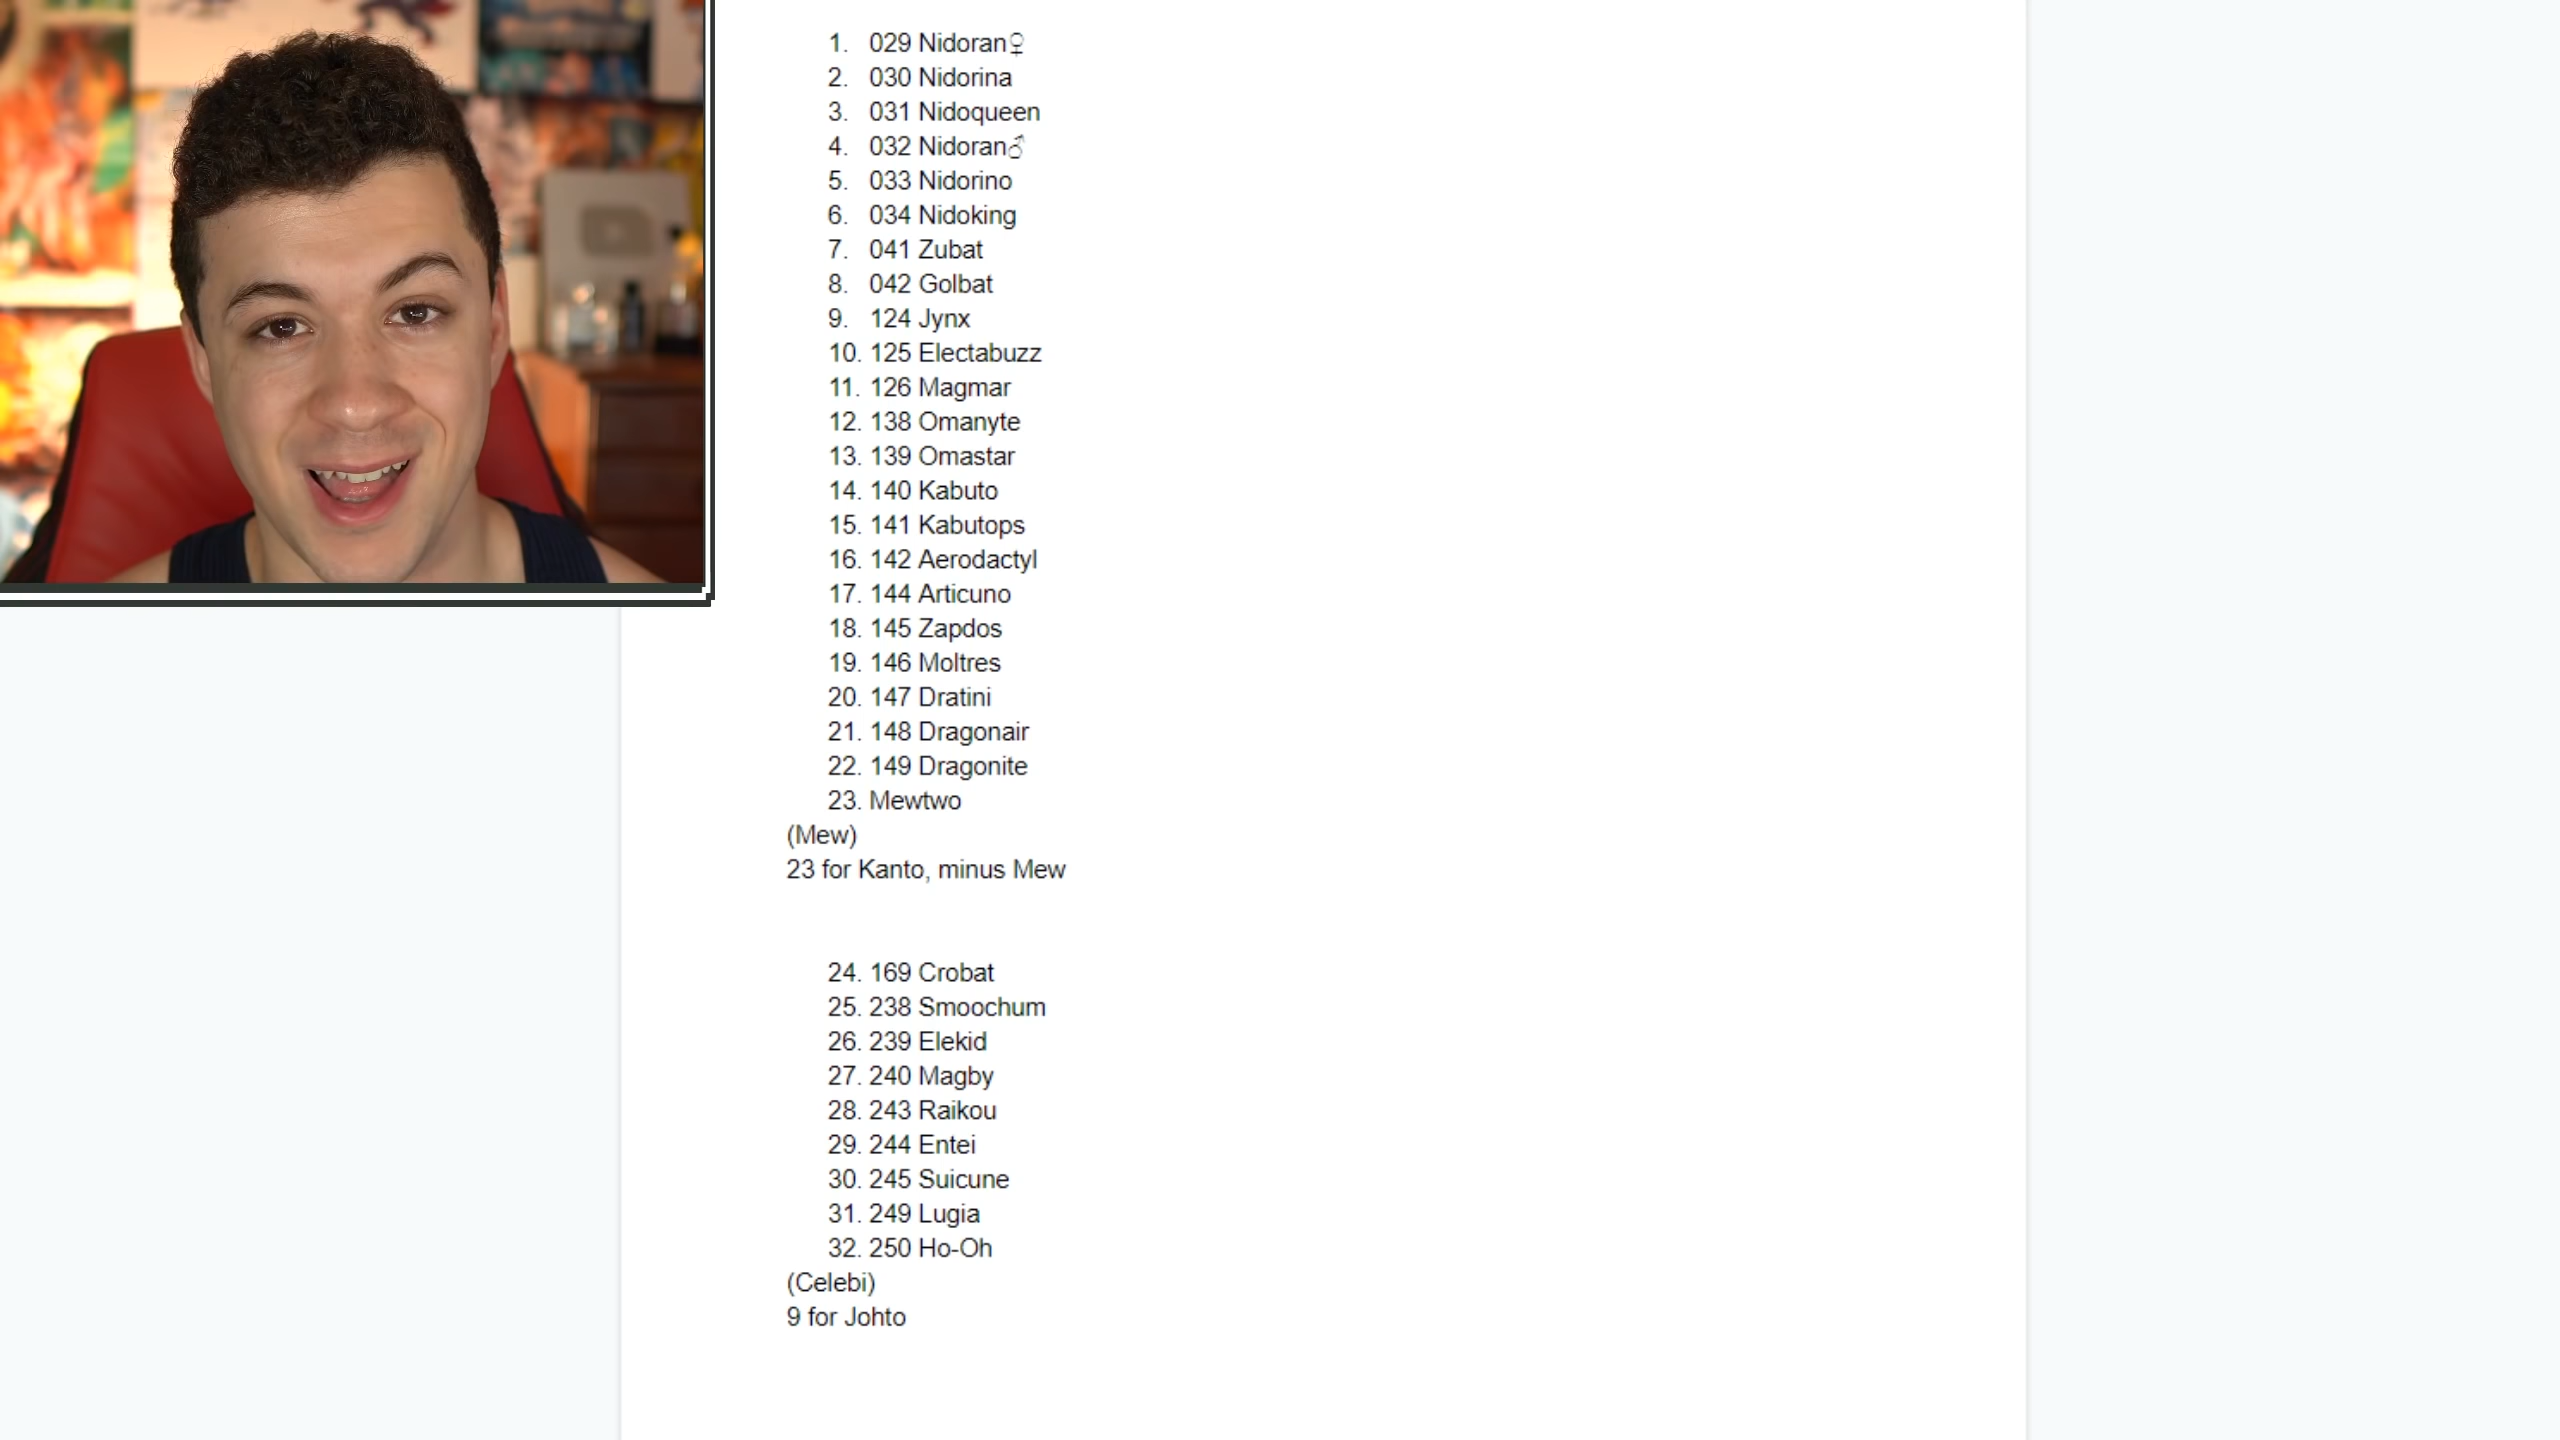 1. 029 Nidoran♀
2. 030 Nidorina
3. 031 Nidoqueen
4. 032 Nidoran♂
5. 033 Nidorino
6. 034 Nidoking
7. 041 Zubat
8. 042 Golbat
9. 124 Jynx
10. 125 Electabuzz
11. 126 Magmar
12. 138 Omanyte
13. 139 Omastar
14. 140 Kabuto
15. 141 Kabutops
16. 142 Aerodactyl
17. 144 Articuno
18. 145 Zapdos
19. 146 Moltres
20. 147 Dratini
21. 148 Dragonair
22. 149 Dragonite
23. Mewtwo
(Mew)
23 for Kanto, minus Mew
24. 169 Crobat
25. 238 Smoochum
26. 239 Elekid
27. 240 Magby
28. 243 Raikou
29. 244 Entei
30. 245 Suicune
31. 249 Lugia
32. 250 Ho-Oh
(Celebi)
9 for Johto